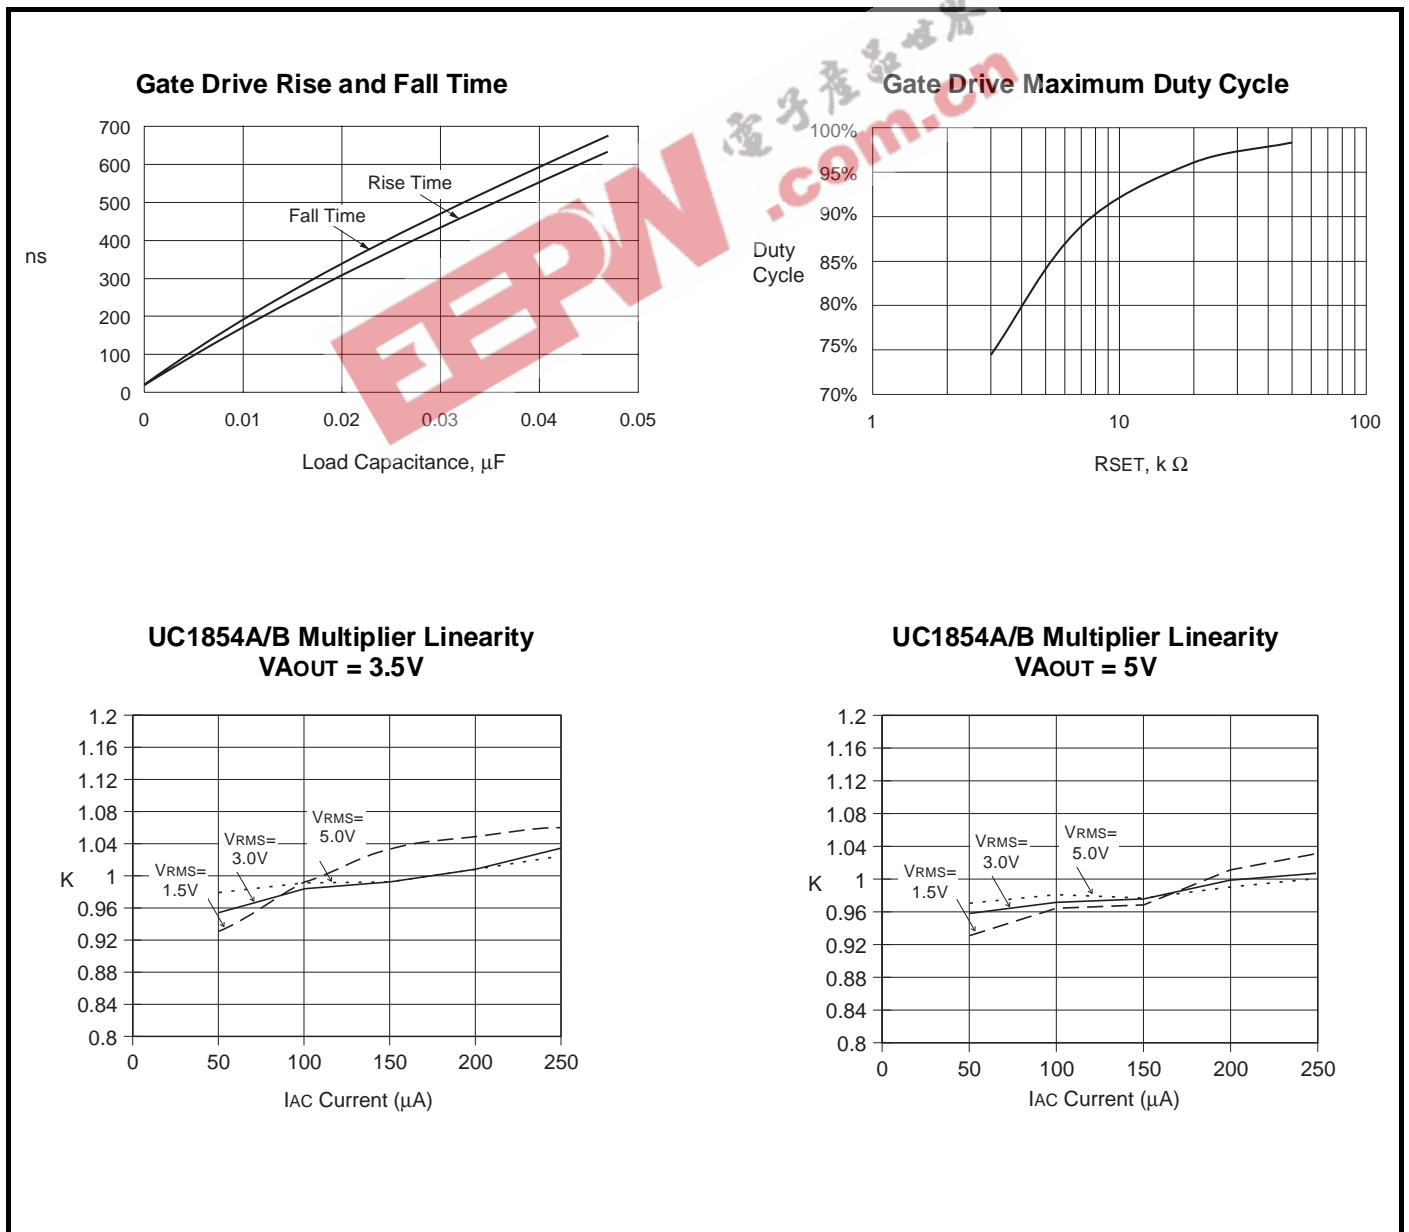 Gate Drive Rise and Fall Time
700
600
500
400
300
200
100
0
ns
Rise Time
Fall Time
0 0.01 0.02 0.03 0.04 0.05
Load Capacitance, μF
Gate Drive Maximum Duty Cycle
100%
95%
90%
85%
80%
75%
70%
Duty
Cycle
1 10 100
RSET, k Ω
電子產品世界
EEPW
.com.cn
UC1854A/B Multiplier Linearity
VAOUT = 3.5V
1.2
1.16
1.12
1.08
1.04
1
0.96
0.92
0.88
0.84
0.8
K
VRMS=
5.0V
VRMS=
3.0V
VRMS=
1.5V
0 50 100 150 200 250
IAC Current (μA)
UC1854A/B Multiplier Linearity
VAOUT = 5V
1.2
1.16
1.12
1.08
1.04
1
0.96
0.92
0.88
0.84
0.8
K
VRMS=
5.0V
VRMS=
3.0V
VRMS=
1.5V
0 50 100 150 200 250
IAC Current (μA)